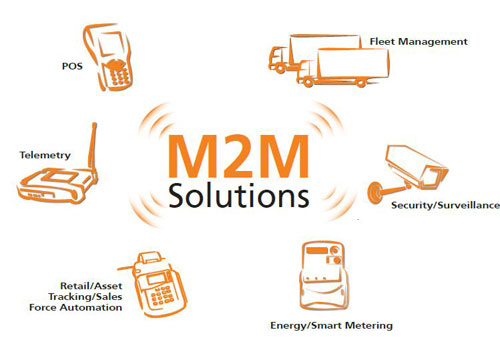 POS
Fleet Management
M2M
Solutions
Telemetry
Security/Surveillance
Retail/Asset
Tracking/Sales
Force Automation
Energy/Smart Metering